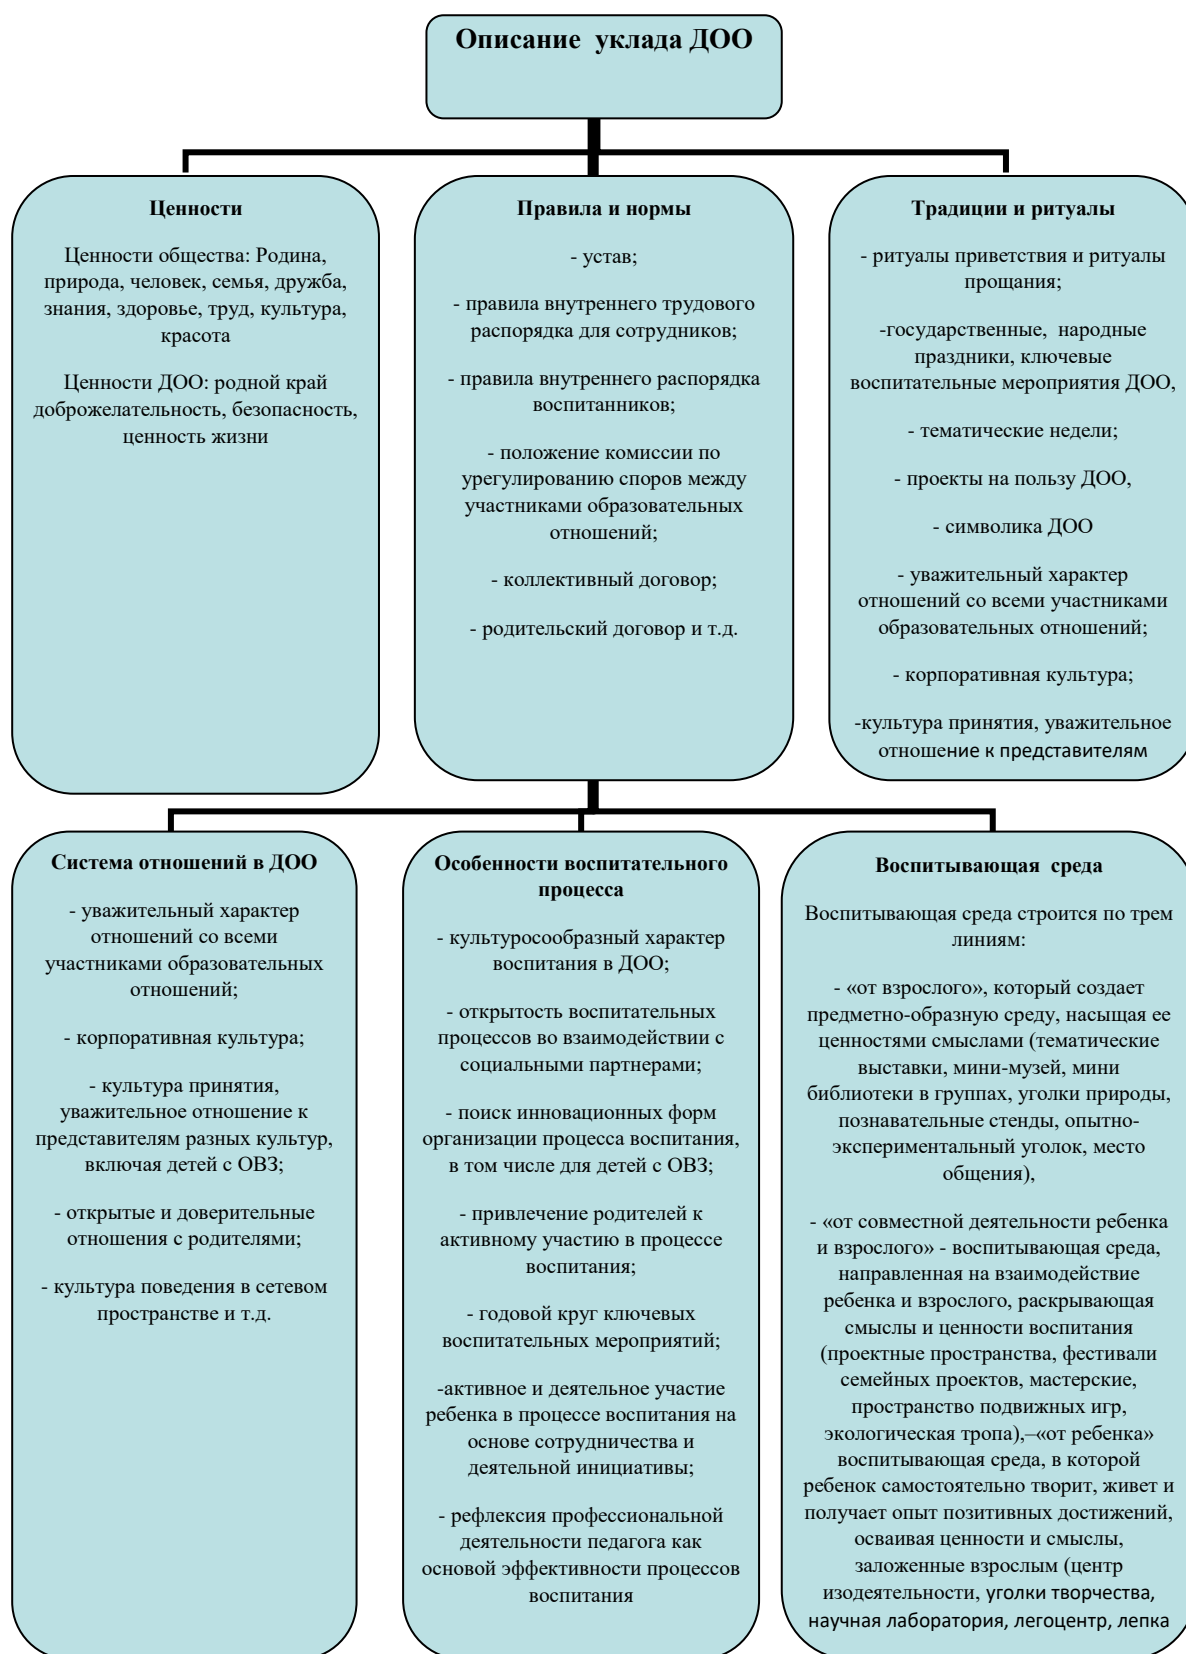 Описание уклада ДОО
Ценности
Ценности общества: Родина,
природа, человек, семья, дружба,
знания, здоровье, труд, культура,
красота
Ценности ДОО: родной край
доброжелательность, безопасность,
ценность жизни
Правила и нормы
- устав;
- правила внутреннего трудового
распорядка для сотрудников;
- правила внутреннего распорядка
воспитанников;
- положение комиссии по
урегулированию споров между
участниками образовательных
отношений;
- коллективный договор;
- родительский договор и т.д.
Традиции и ритуалы
- ритуалы приветствия и ритуалы
прощания;
-государственные, народные
праздники, ключевые
воспитательные мероприятия ДОО,
- тематические недели;
- проекты на пользу ДОО,
- символика ДОО
- уважительный характер
отношений со всеми участниками
образовательных отношений;
- корпоративная культура;
-культура принятия, уважительное
отношение к представителям
Система отношений в ДОО
- уважительный характер
отношений со всеми
участниками образовательных
отношений;
- корпоративная культура;
- культура принятия,
уважительное отношение к
представителям разных культур,
включая детей с ОВЗ;
- открытые и доверительные
отношения с родителями;
- культура поведения в сетевом
пространстве и т.д.
Особенности воспитательного
процесса
- культуросообразный характер
воспитания в ДОО;
- открытость воспитательных
процессов во взаимодействии с
социальными партнерами;
- поиск инновационных форм
организации процесса воспитания,
в том числе для детей с ОВЗ;
- привлечение родителей к
активному участию в процессе
воспитания;
- годовой круг ключевых
воспитательных мероприятий;
-активное и деятельное участие
ребенка в процессе воспитания на
основе сотрудничества и
деятельной инициативы;
- рефлексия профессиональной
деятельности педагога как
основой эффективности процессов
воспитания
Воспитывающая среда
Воспитывающая среда строится по трем
линиям:
- «от взрослого», который создает
предметно-образную среду, насыщая ее
ценностями смыслами (тематические
выставки, мини-музей, мини
библиотеки в группах, уголки природы,
познавательные стенды, опытно-
экспериментальный уголок, место
общения),
- «от совместной деятельности ребенка
и взрослого» - воспитывающая среда,
направленная на взаимодействие
ребенка и взрослого, раскрывающая
смыслы и ценности воспитания
(проектные пространства, фестивали
семейных проектов, мастерские,
пространство подвижных игр,
экологическая тропа),–«от ребенка»
воспитывающая среда, в которой
ребенок самостоятельно творит, живет и
получает опыт позитивных достижений,
осваивая ценности и смыслы,
заложенные взрослым (центр
изодеятельности, уголки творчества,
научная лаборатория, легоцентр, лепка